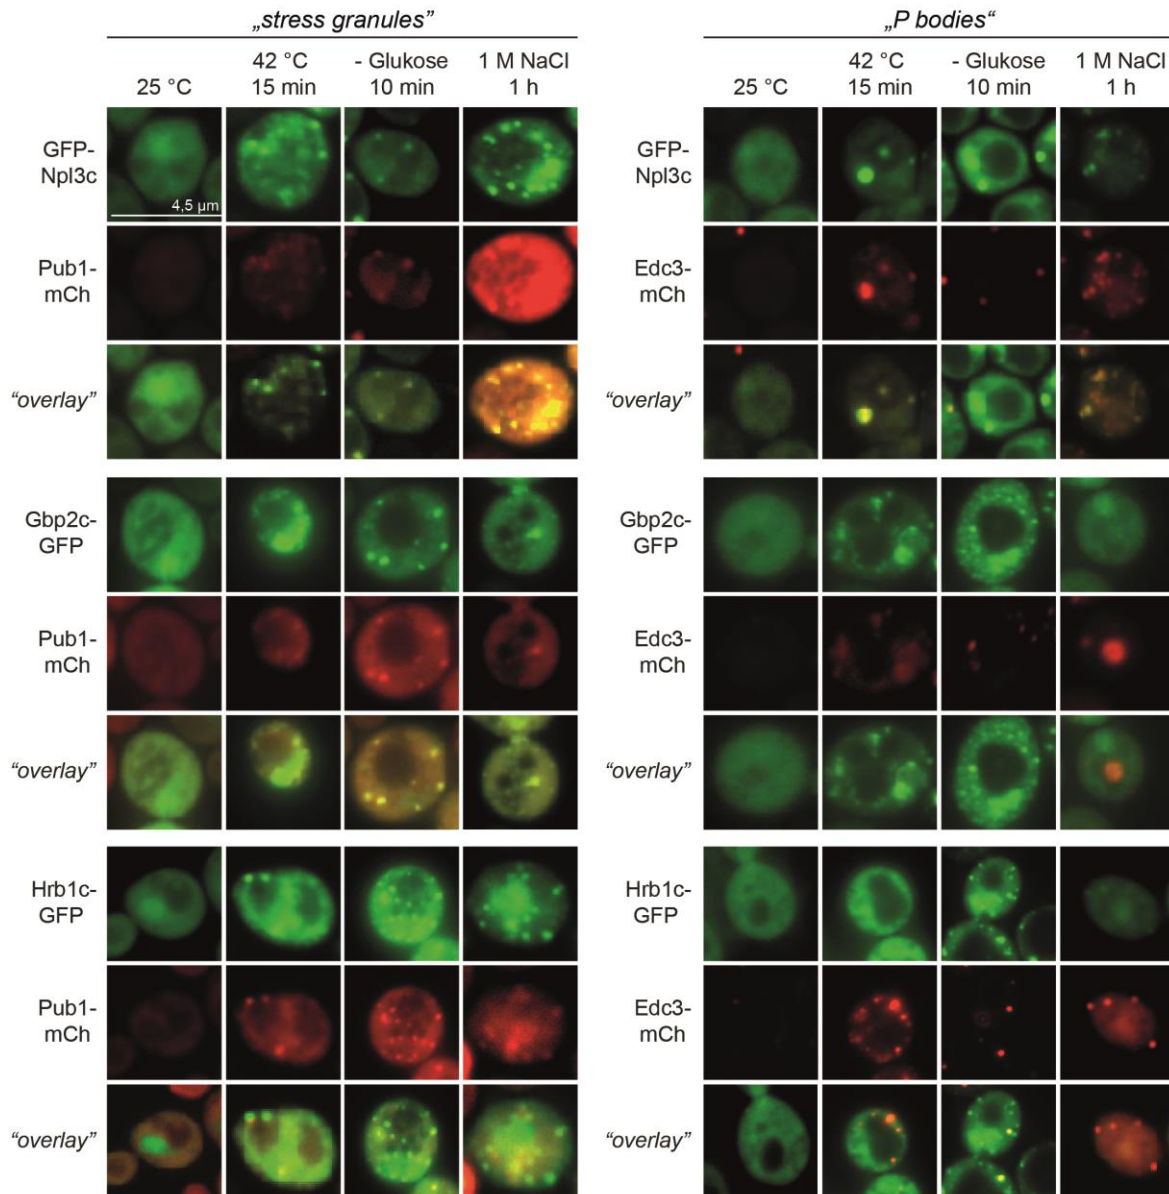 „stress granules” „P bodies“
42 °C - Glukose 1 M NaCl 42 °C - Glukose 1 M NaCl
25 °C 15 min 10 min 1 h 25 °C 15 min 10 min 1 h
GFP- GFP-
Npl3c Npl3c
4,5 µm
Pub1- Edc3-
mCh mCh
“overlay” “overlay”
Gbp2c- Gbp2c-
GFP GFP
Pub1- Edc3-
mCh mCh
“overlay” “overlay”
Hrb1c- Hrb1c-
GFP GFP
Pub1- Edc3-
mCh mCh
“overlay” “overlay”